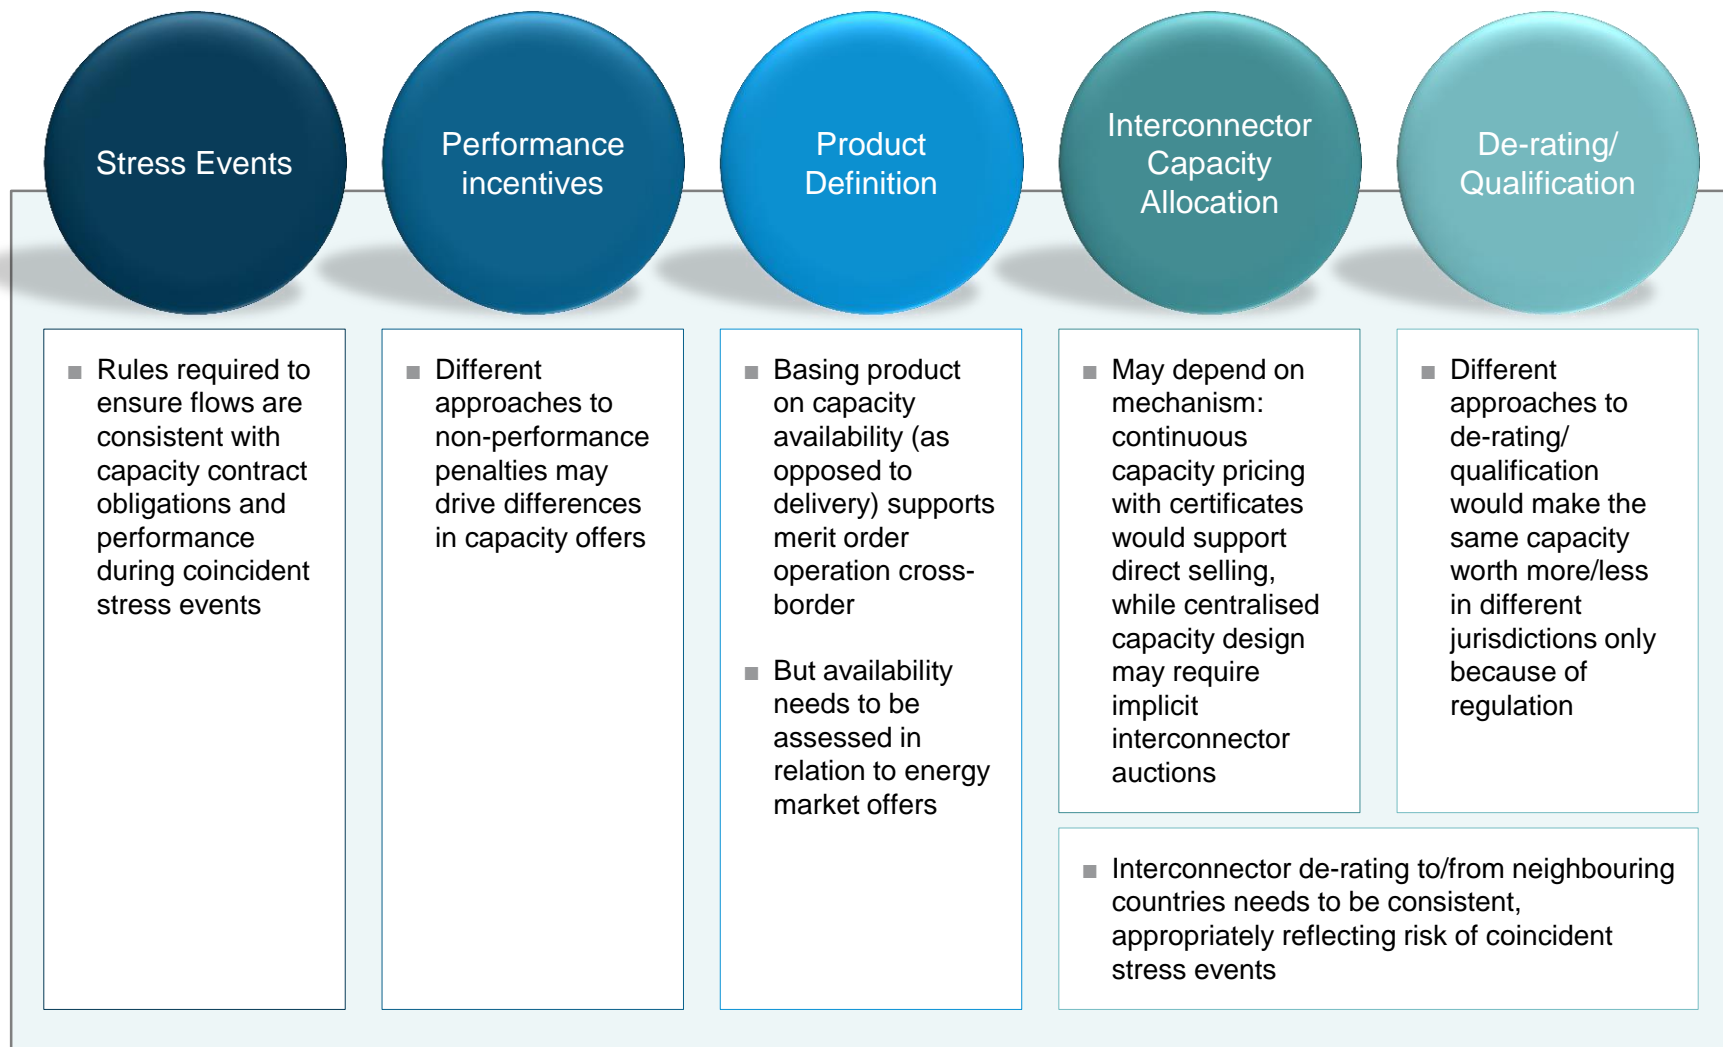 Stress Events
Performance
incentives
Product
Definition
Interconnector
Capacity
Allocation
De-rating/
Qualification
■ Rules required to
ensure flows are
consistent with
capacity contract
obligations and
performance
during coincident
stress events
■ Different
approaches to
non-performance
penalties may
drive differences
in capacity offers
■ Basing product
on capacity
availability (as
opposed to
delivery) supports
merit order
operation cross-
border
■ But availability
needs to be
assessed in
relation to energy
market offers
■ May depend on
mechanism:
continuous
capacity pricing
with certificates
would support
direct selling,
while centralised
capacity design
may require
implicit
interconnector
auctions
■ Different
approaches to
de-rating/
qualification
would make the
same capacity
worth more/less
in different
jurisdictions only
because of
regulation
■ Interconnector de-rating to/from neighbouring
countries needs to be consistent,
appropriately reflecting risk of coincident
stress events